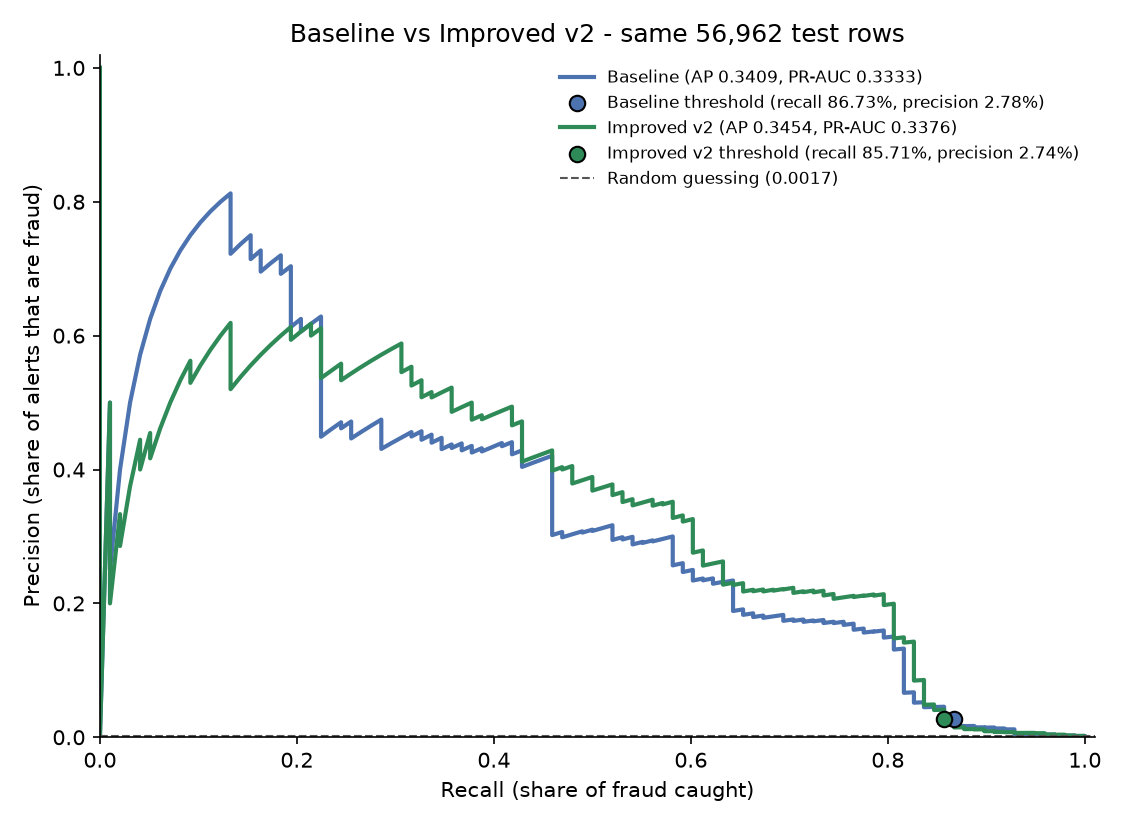 Baseline vs Improved v2 - same 56,962 test rows
Baseline (AP 0.3409, PR-AUC 0.3333)
Baseline threshold (recall 86.73%, precision 2.78%)
Improved v2 (AP 0.3454, PR-AUC 0.3376)
Improved v2 threshold (recall 85.71%, precision 2.74%)
Random guessing (0.0017)
Precision (share of alerts that are fraud)
1.0
0.8
0.6
0.4
0.2
0.0
0.0 0.2 0.4 0.6 0.8 1.0
Recall (share of fraud caught)